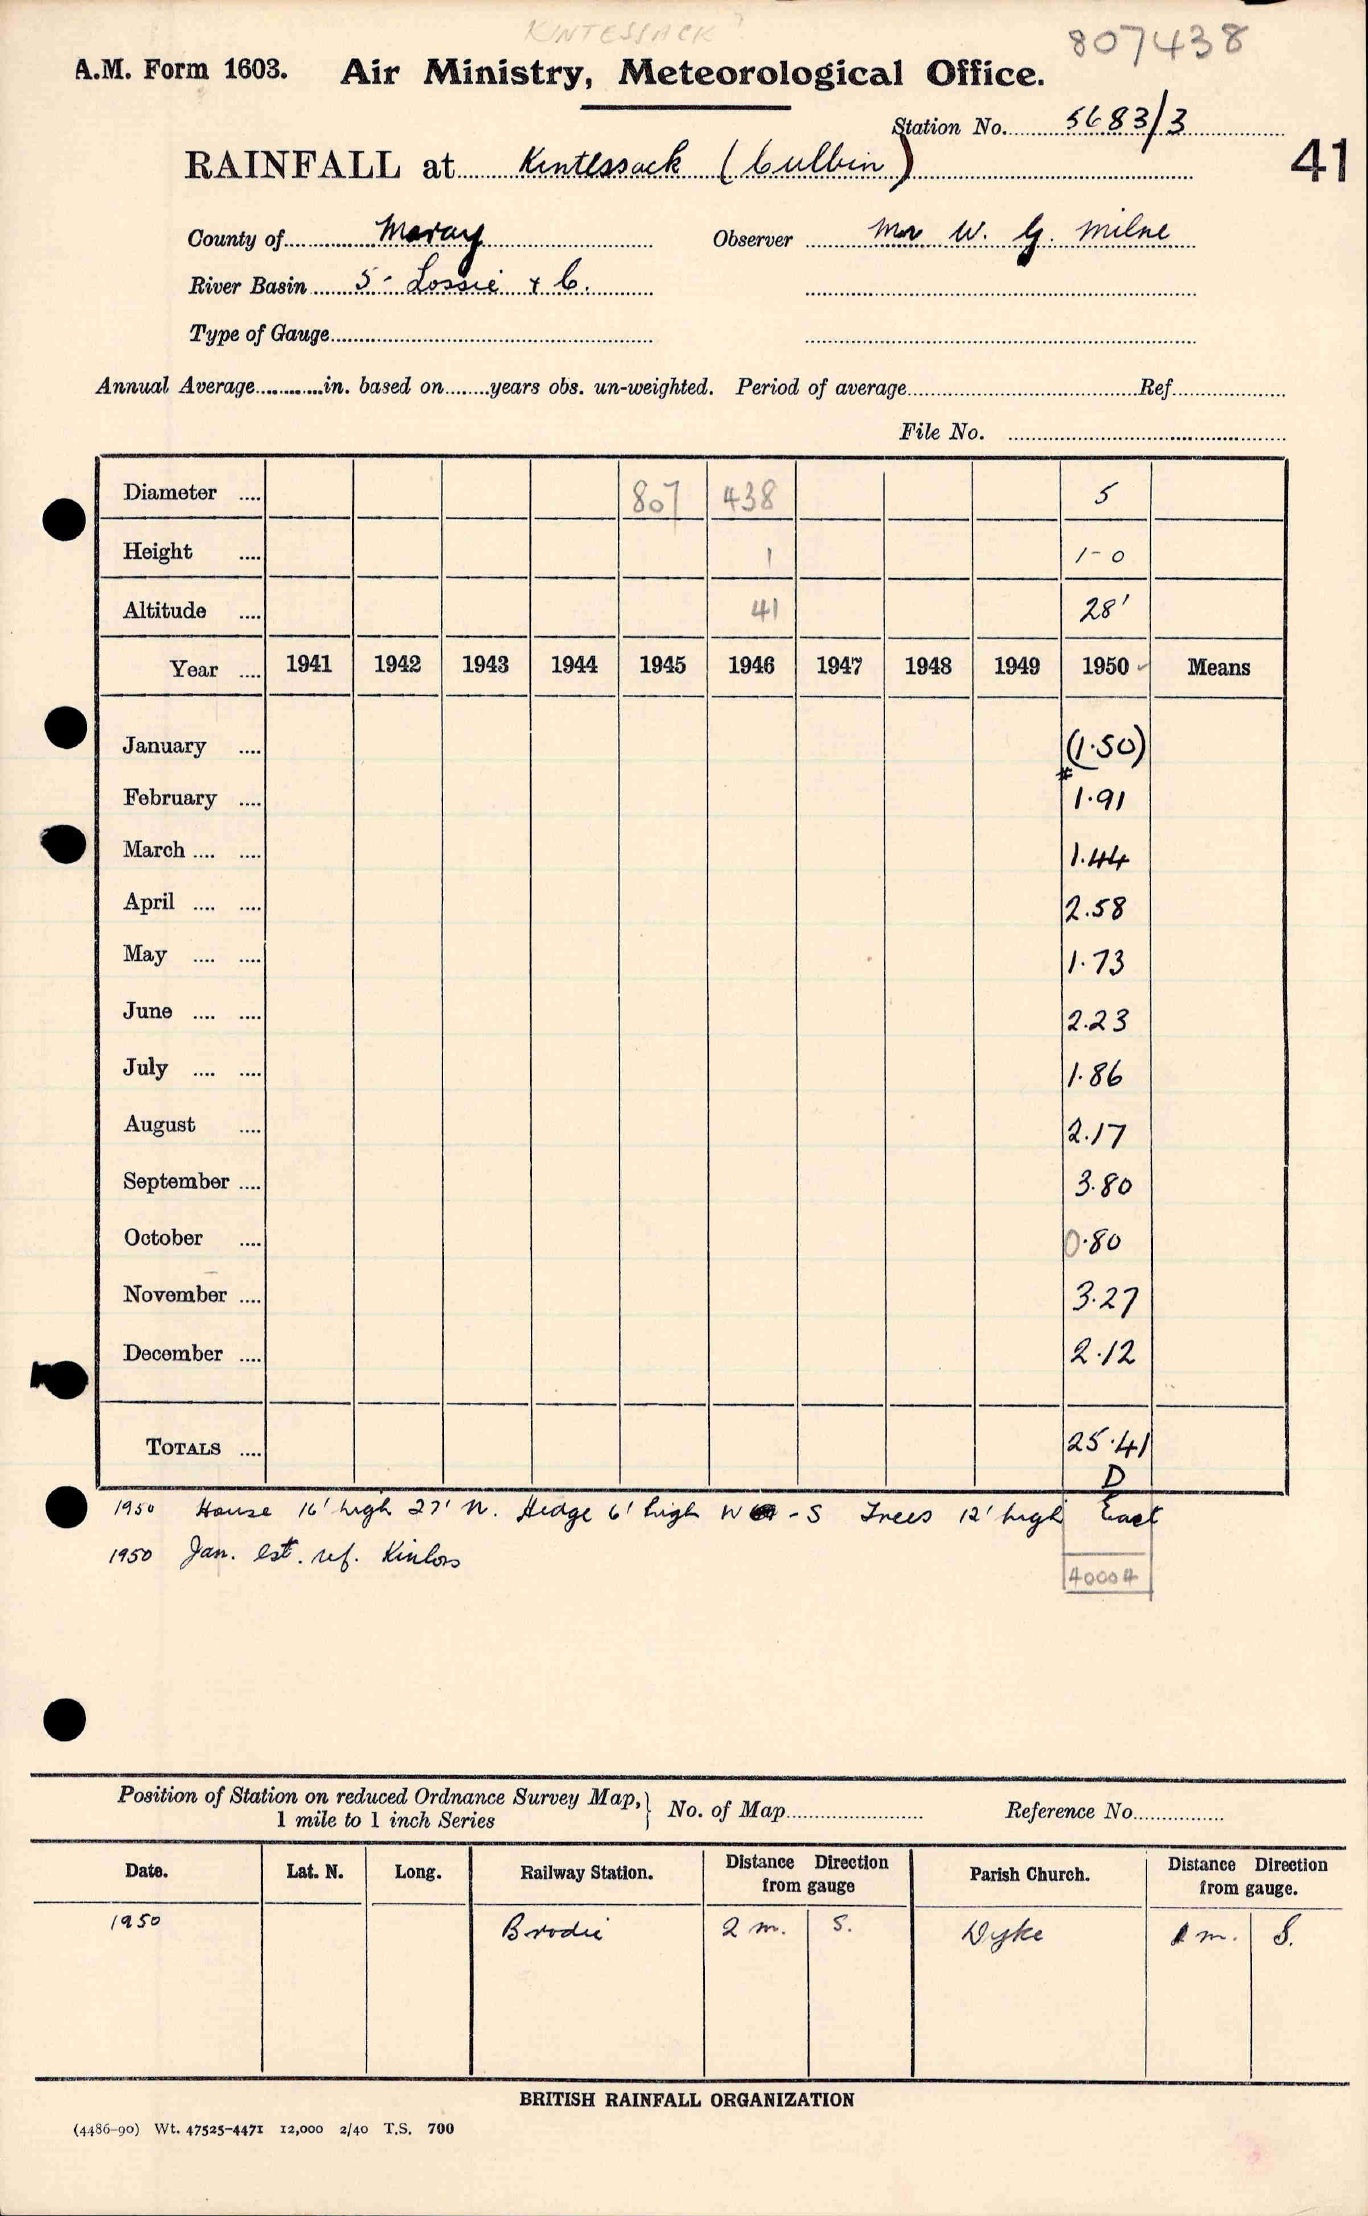 KINTESSACK ?
807438
A.M. Form 1603. Air Ministry, Meteorological Office.
Station No. 5683/3
41
RAINFALL at Kintessack (Culbin)
County of Moray Observer Mr W. G. Milne
River Basin 5- Lossie & C.
Type of Gauge
Annual Average in. based on years obs. un-weighted. Period of average Ref
File No.
Diameter .... 807 438 5
Height .... 1 1-0
Altitude .... 41 28'
Year .... 1941 1942 1943 1944 1945 1946 1947 1948 1949 1950 ✓ Means
January .... (1.50)
February .... # 1.91
March .... .... 1.44
April .... .... 2.58
May .... .... 1.73
June .... .... 2.23
July .... .... 1.86
August .... 2.17
September .... 3.80
October .... 0.80
November .... 3.27
December .... 2.12
TOTALS .... 25.41
D
1950 House 16' high 27' N. Hedge 6' high W - S Trees 12' high East
1950 Jan. est. ref. Kinloss
40004
Position of Station on reduced Ordnance Survey Map, 1 mile to 1 inch Series } No. of Map Reference No.
Date. Lat. N. Long. Railway Station. Distance Direction from gauge Parish Church. Distance Direction from gauge.
1950 Brodie 2 m. S. Dyke 1 m. S.
BRITISH RAINFALL ORGANIZATION
(4486-90) Wt. 47525-4471 12,000 2/40 T.S. 700